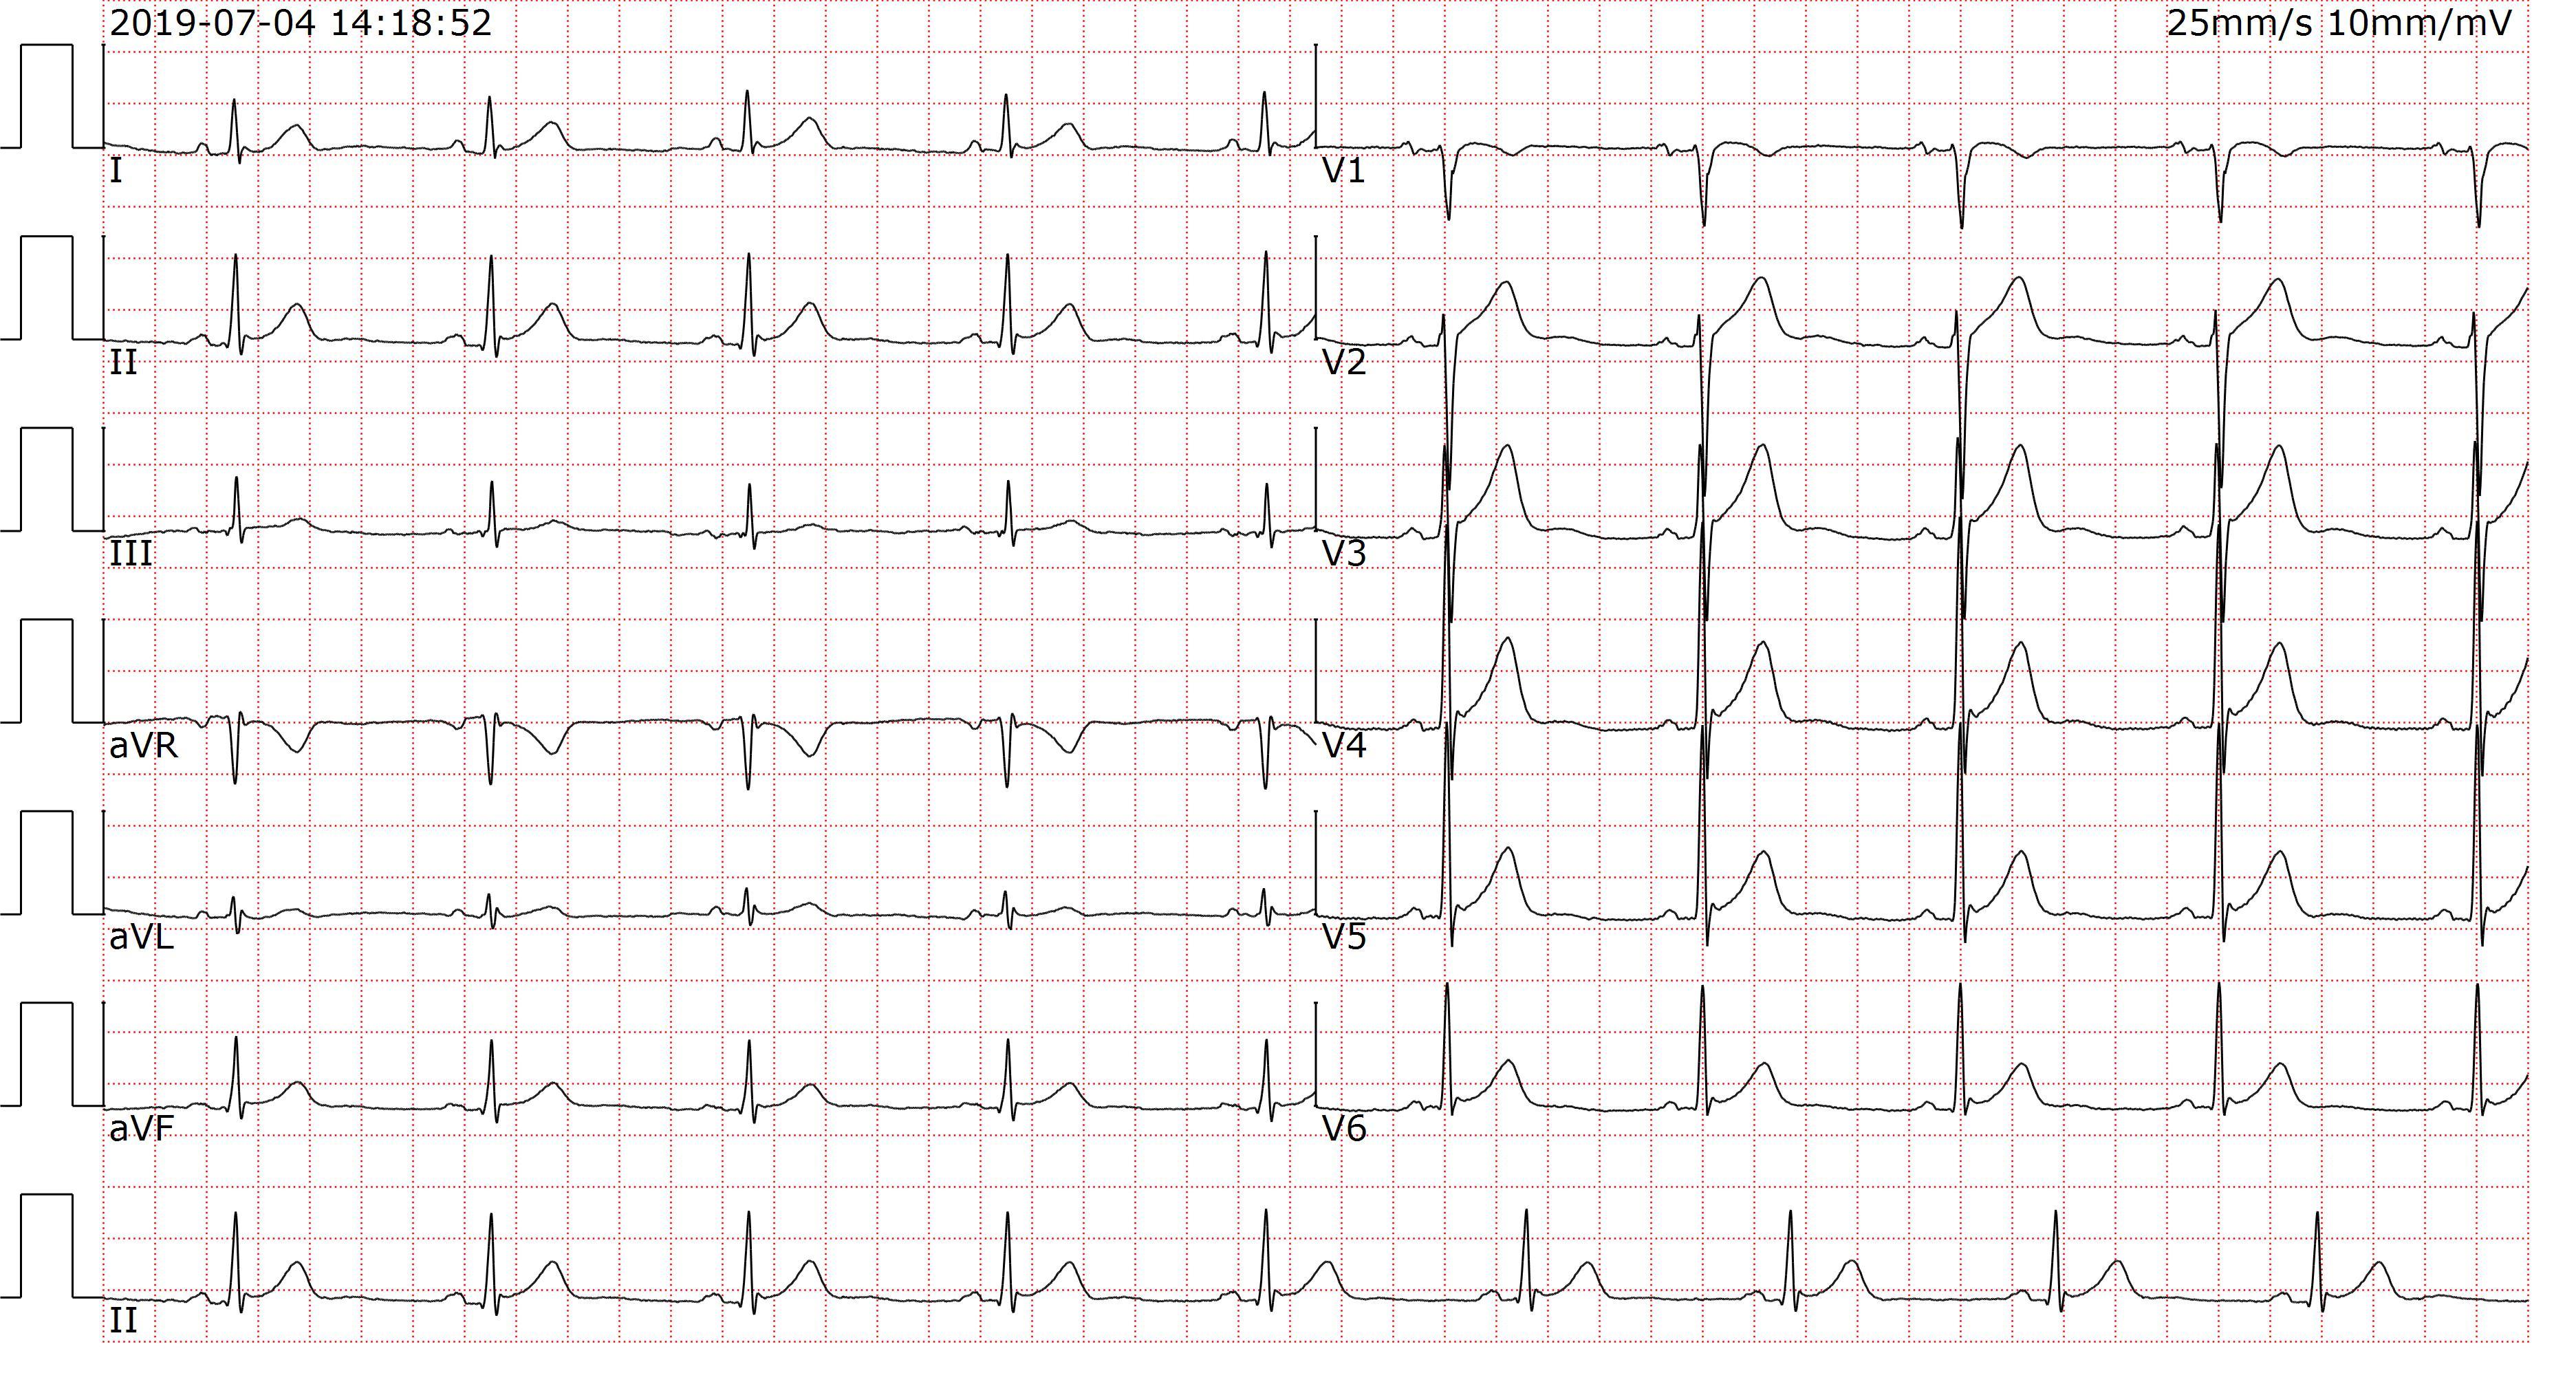 2019-07-04 14:18:52 25mm/s 10mm/mV
I V1
II V2
III V3
aVR V4
aVL V5
aVF V6
II